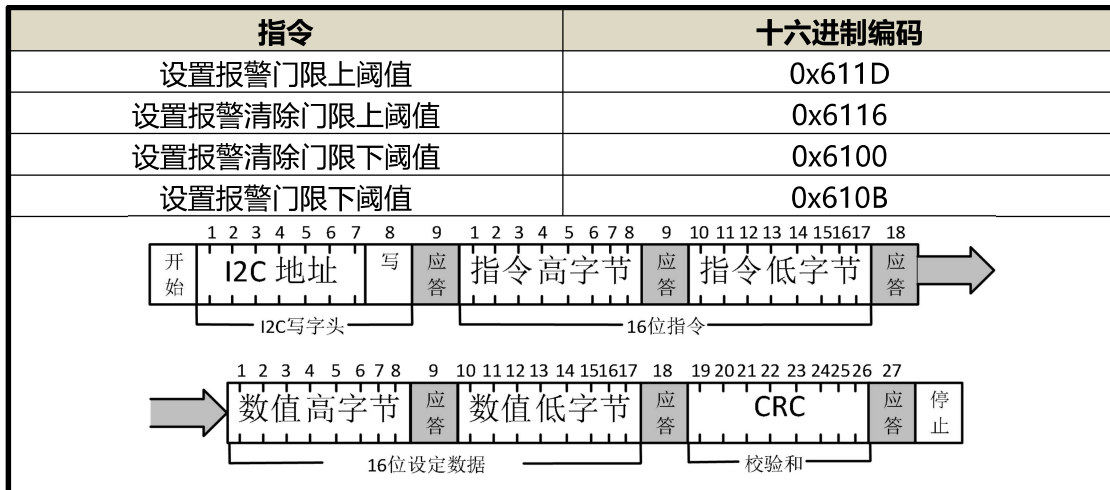 指令 十六进制编码
设置报警门限上阈值 0x611D
设置报警清除门限上阈值 0x6116
设置报警清除门限下阈值 0x6100
设置报警门限下阈值 0x610B
1 2 3 4 5 6 7 8 9 1 2 3 4 5 6 7 8 9 10 11 12 13 14 15 16 17 18
开始 I2C 地址 写 应答 指令高字节 应答 指令低字节 应答
I2C写字头 16位指令
1 2 3 4 5 6 7 8 9 10 11 12 13 14 15 16 17 18 19 20 21 22 23 24 25 26 27
数值高字节 应答 数值低字节 应答 CRC 应答 停止
16位设定数据 校验和